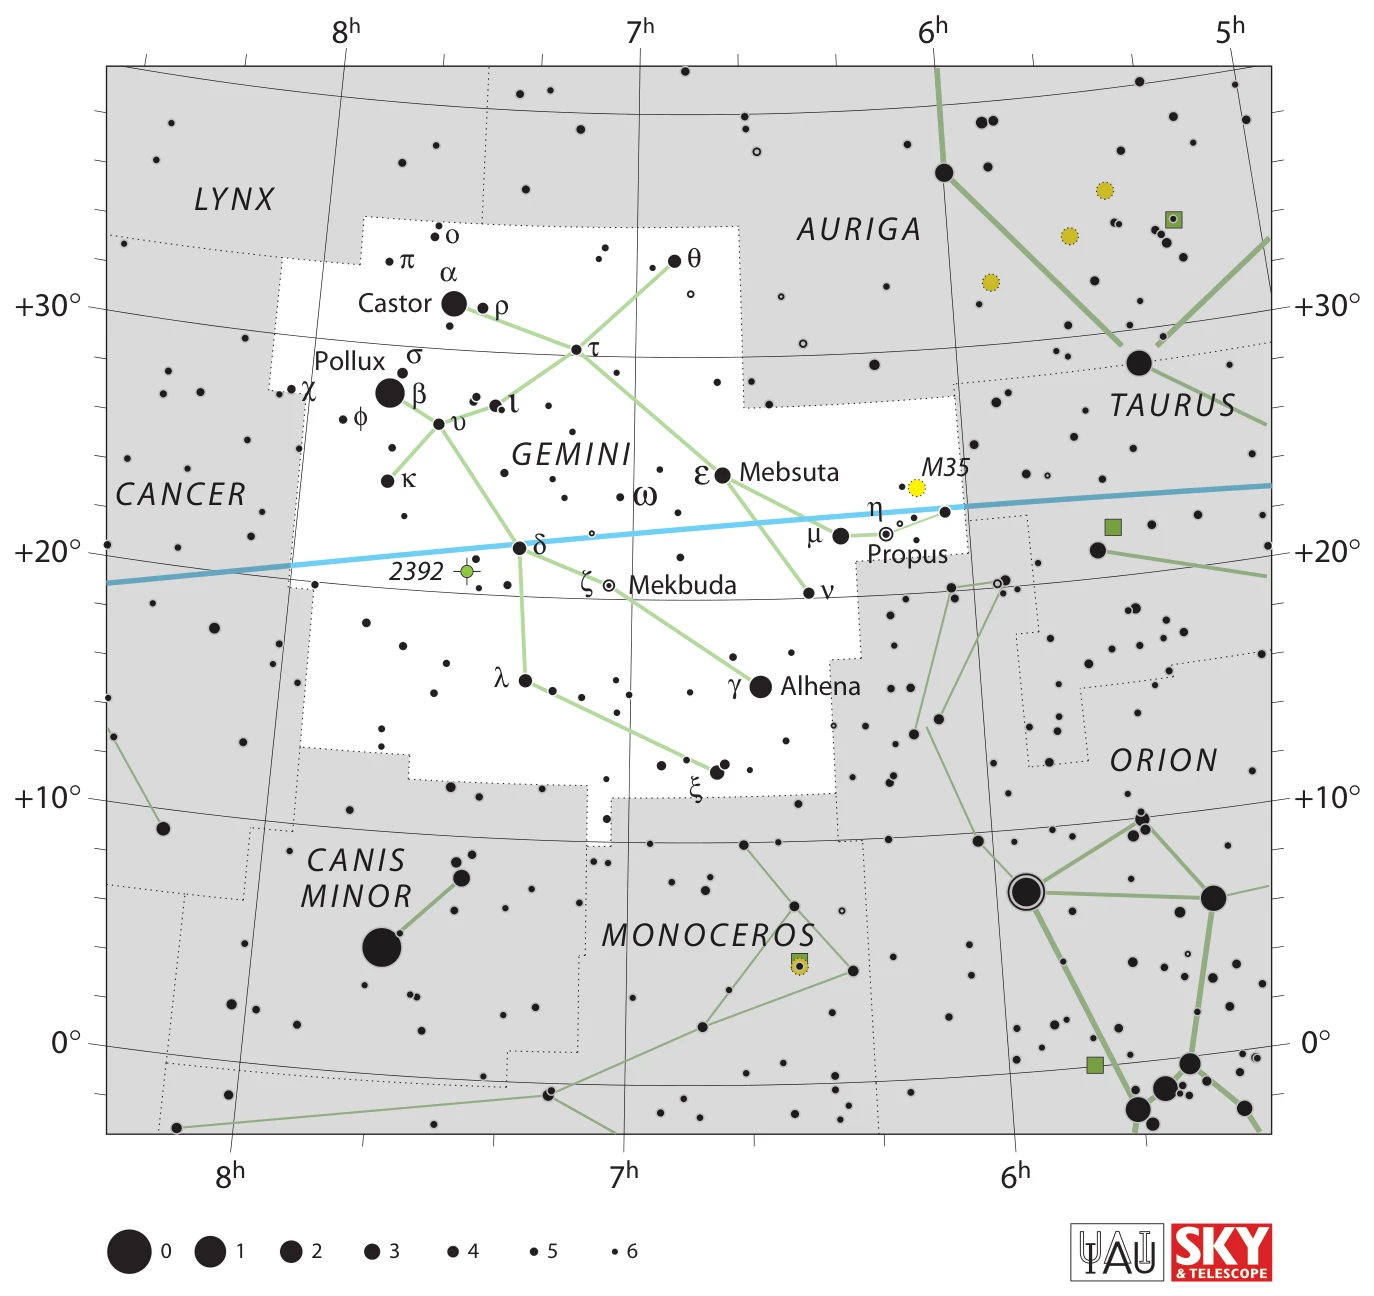 8h 7h 6h 5h
LYNX
AURIGA
ο
π
θ
α
+30°
Castor
ρ
+30°
τ
σ
Pollux
β
χ
ι
TAURUS
φ
υ
GEMINI
M35
ε
Mebsuta
κ
CANCER
ω
η
μ
+20°
δ
Propus
+20°
2392
ζ
Mekbuda
ν
λ
γ
Alhena
ORION
ξ
+10°
+10°
CANIS
MINOR
MONOCEROS
0°
0°
8h 7h 6h
0 1 2 3 4 5 6
IAU
SKY
& TELESCOPE